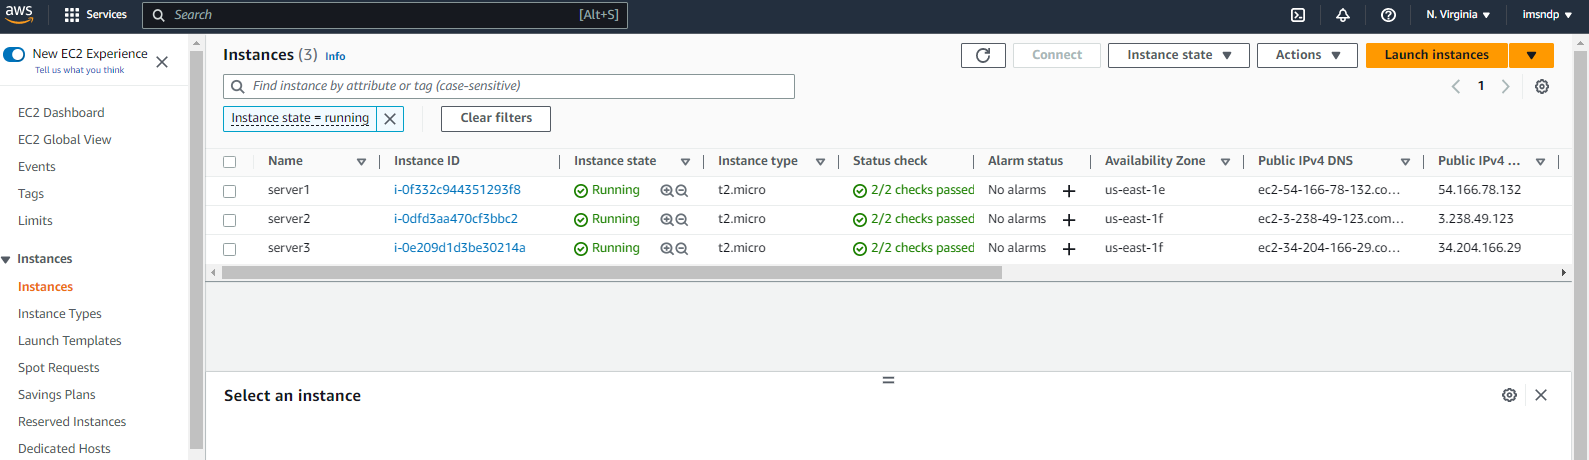 aws Services Search [Alt+S] N. Virginia imsndp
New EC2 Experience
Tell us what you think
EC2 Dashboard
EC2 Global View
Events
Tags
Limits
Instances
Instances
Instance Types
Launch Templates
Spot Requests
Savings Plans
Reserved Instances
Dedicated Hosts
Instances (3) Info Connect Instance state Actions Launch instances
Find instance by attribute or tag (case-sensitive) 1
Instance state = running Clear filters
Name Instance ID Instance state Instance type Status check Alarm status Availability Zone Public IPv4 DNS Public IPv4 ...
server1 i-0f332c944351293f8 Running t2.micro 2/2 checks passed No alarms us-east-1e ec2-54-166-78-132.co... 54.166.78.132
server2 i-0dfd3aa470cf3bbc2 Running t2.micro 2/2 checks passed No alarms us-east-1f ec2-3-238-49-123.com... 3.238.49.123
server3 i-0e209d1d3be30214a Running t2.micro 2/2 checks passed No alarms us-east-1f ec2-34-204-166-29.co... 34.204.166.29
Select an instance